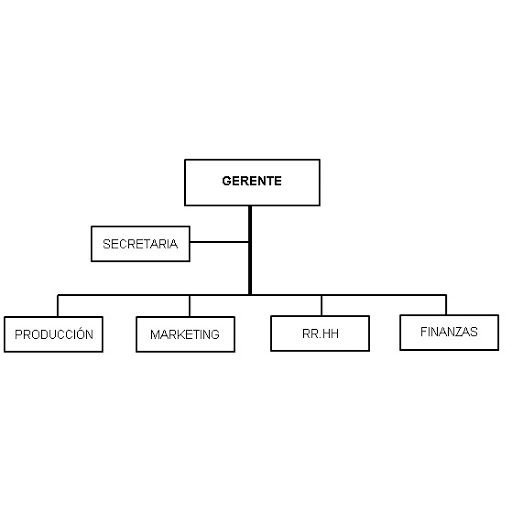 GERENTE
SECRETARIA
PRODUCCIÓN
MARKETING
RR.HH
FINANZAS